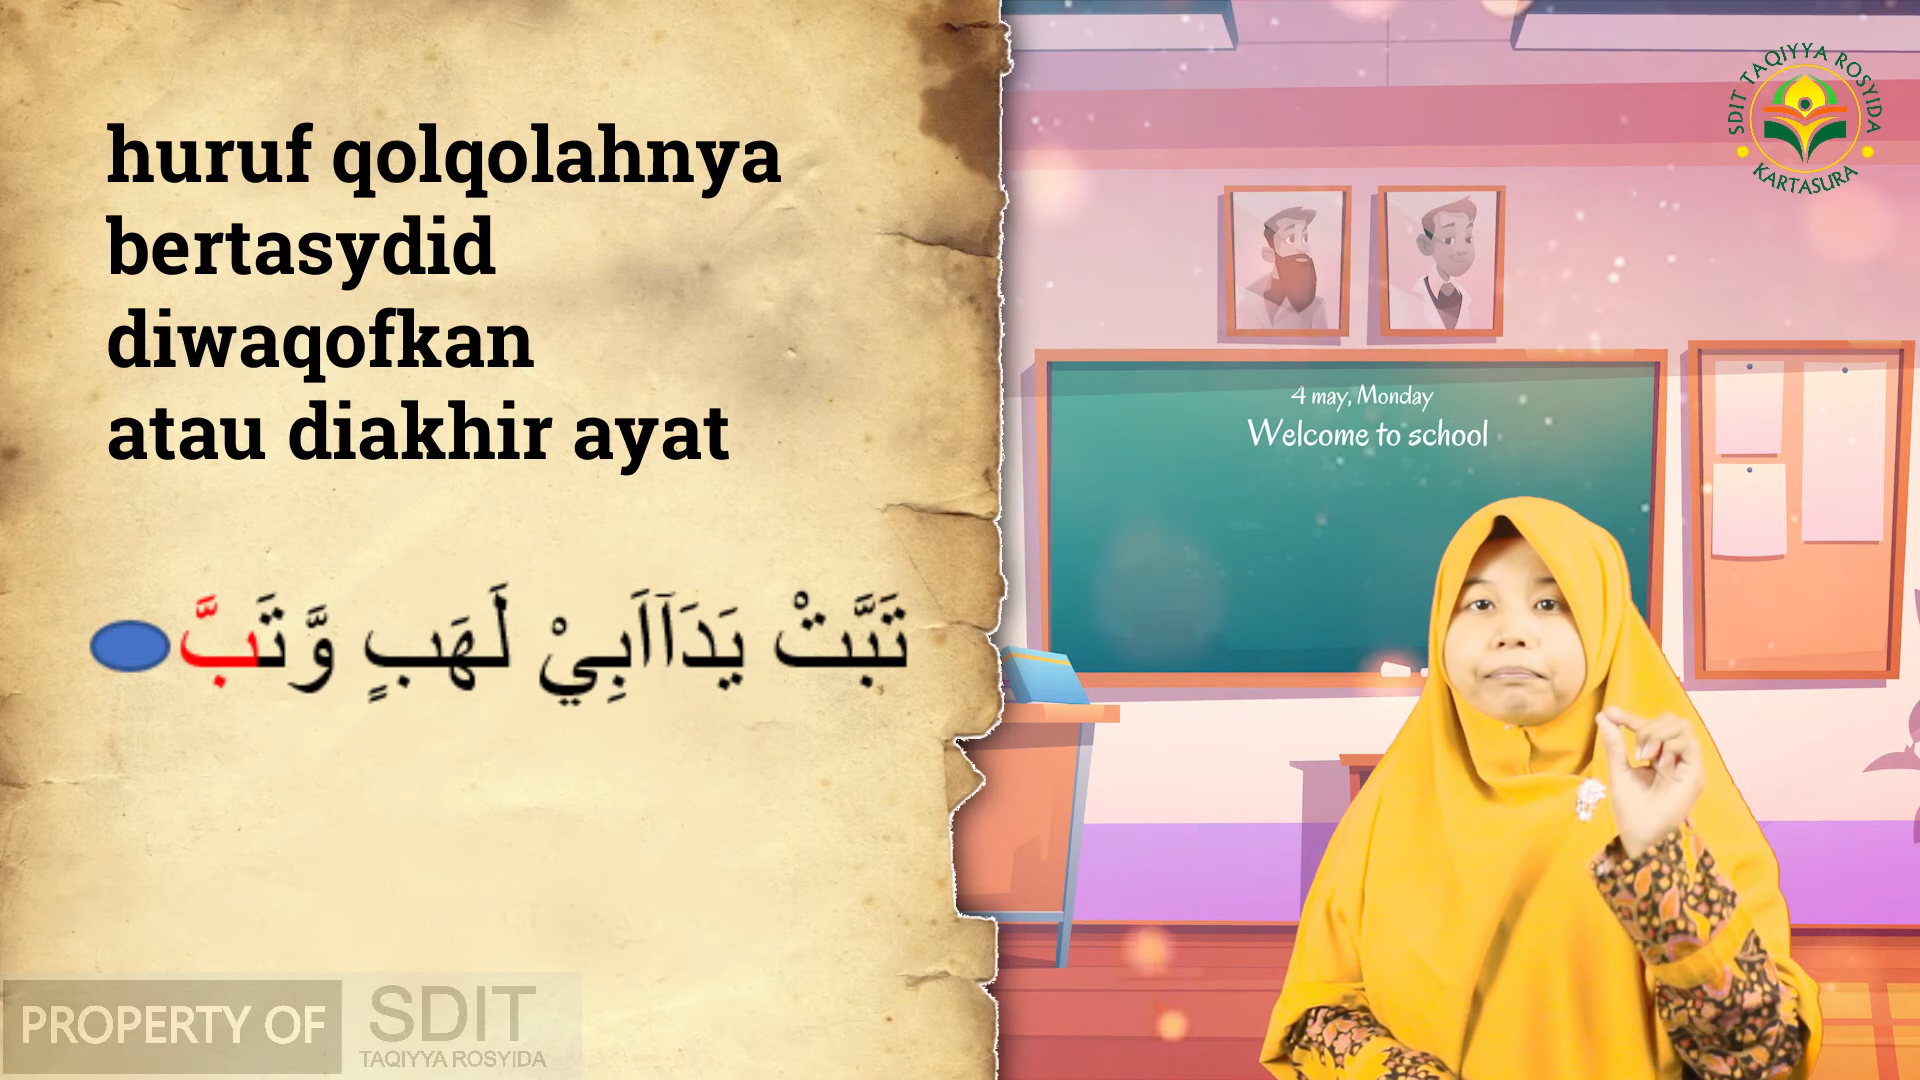 huruf qolqolahnya
bertasydid
diwaqofkan
atau diakhir ayat
تَبَّتْ يَدَآاَبِيْ لَهَبٍ وَّتَبَّ
PROPERTY OF
SDIT
TAQIYYA ROSYIDA
SDIT TAQIYYA ROSYIDA
KARTASURA
4 may, Monday
Welcome to school